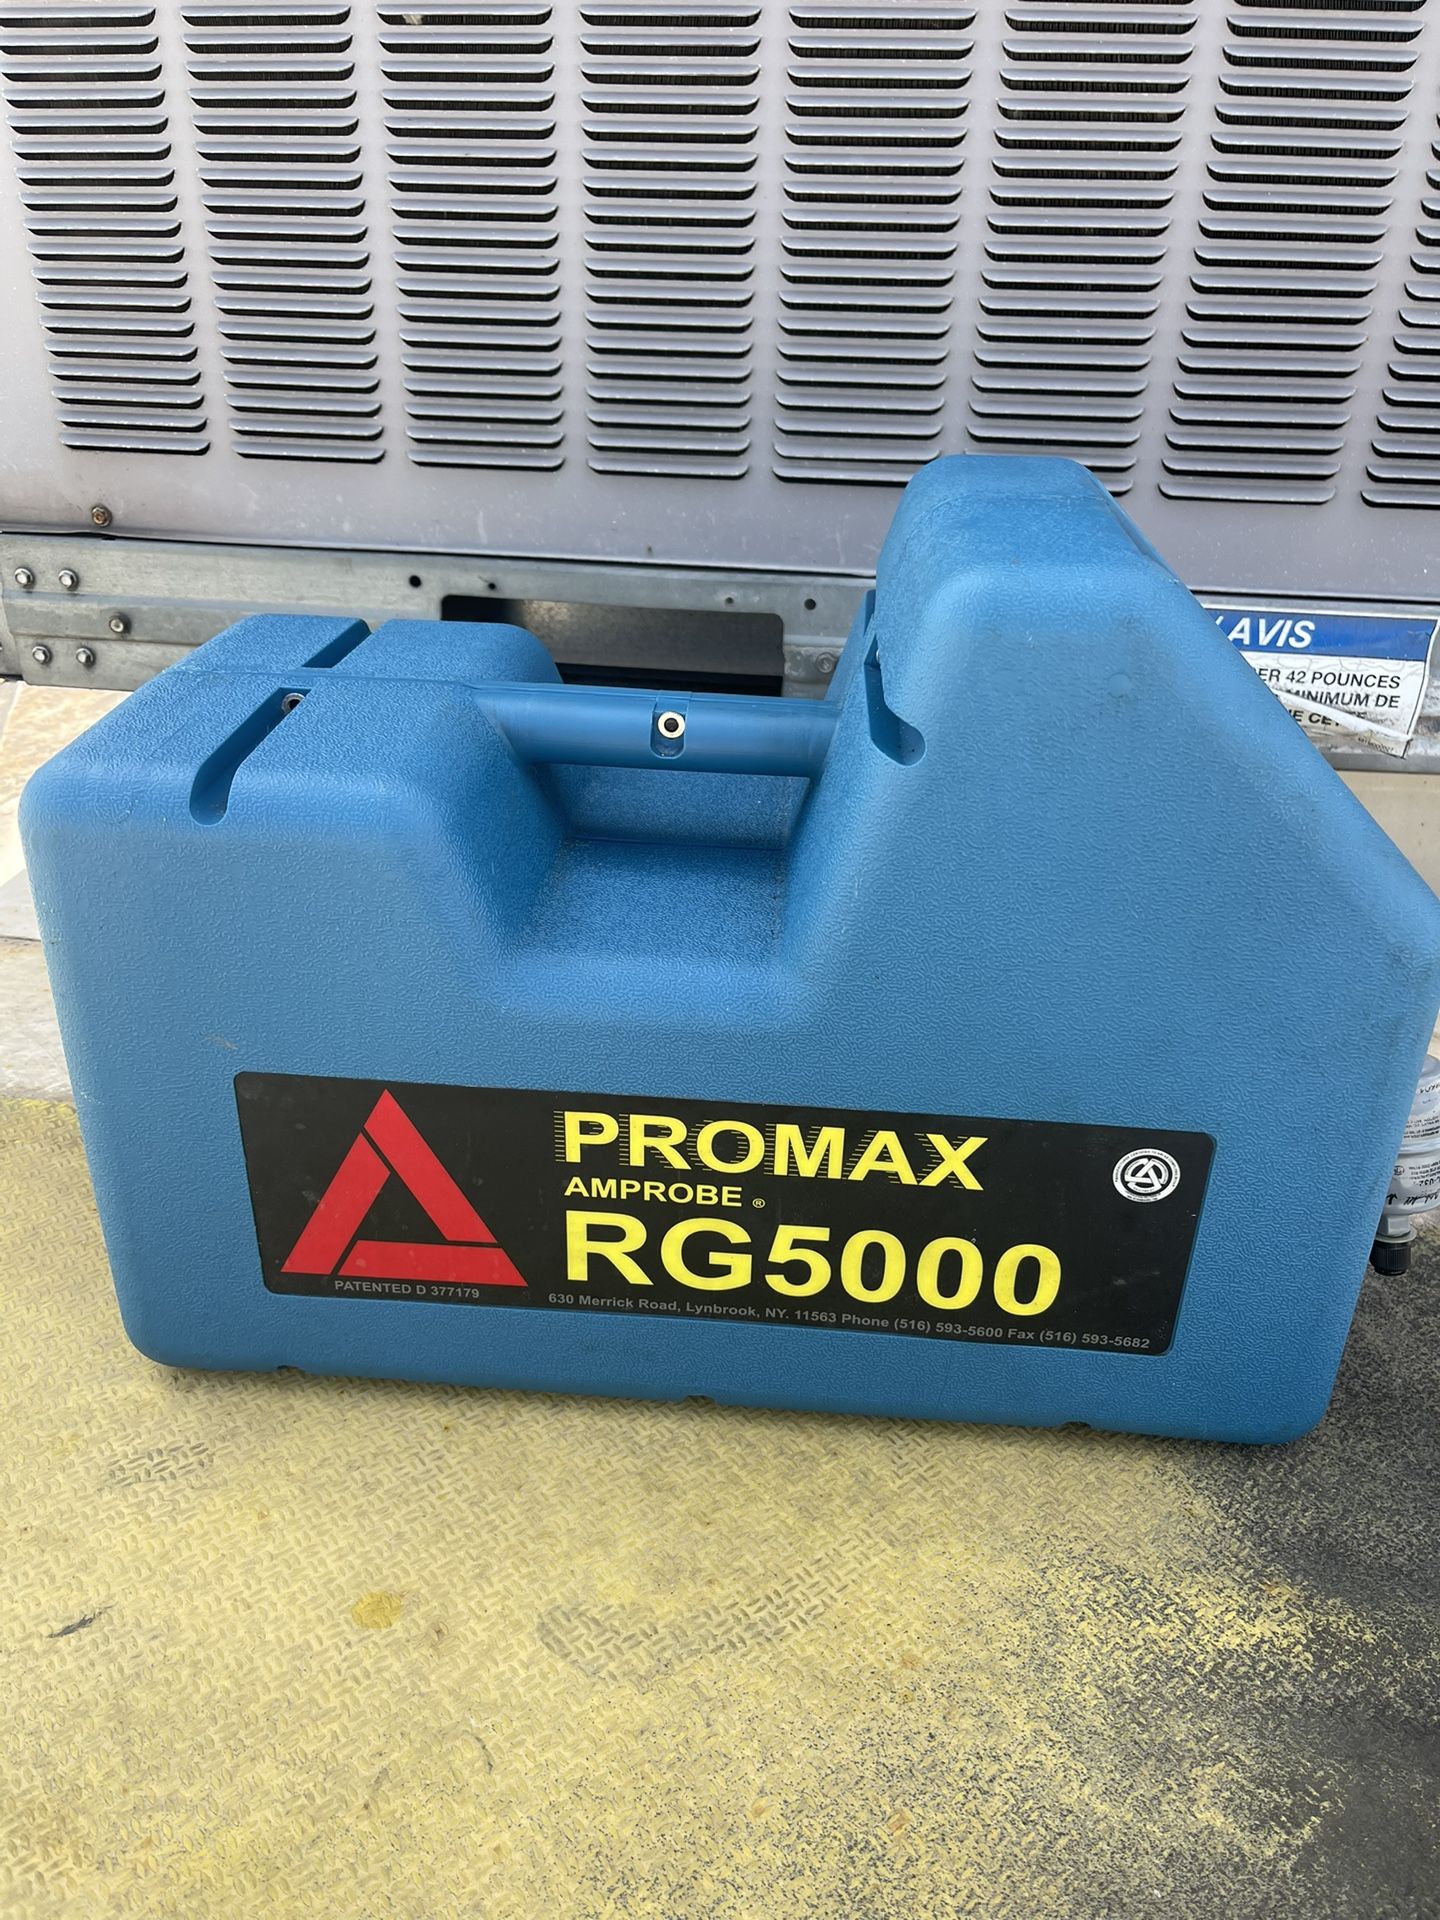 AVIS
ER 42 POUNCES
MINIMUM DE
PROMAX
AMPROBE ®
RG5000
PATENTED D 377179
630 Merrick Road, Lynbrook, NY. 11563 Phone (516) 593-5600 Fax (516) 593-5682